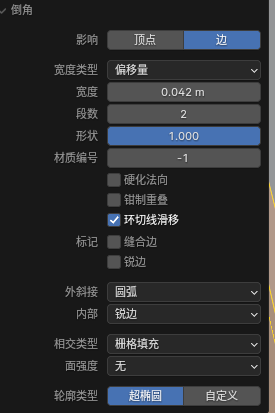 倒角
影响 顶点 边
宽度类型 偏移量
宽度 0.042 m
段数 2
形状 1.000
材质编号 -1
硬化法向
钳制重叠
环切线滑移
标记 缝合边
锐边
外斜接 圆弧
内部 锐边
相交类型 栅格填充
面强度 无
轮廓类型 超椭圆 自定义